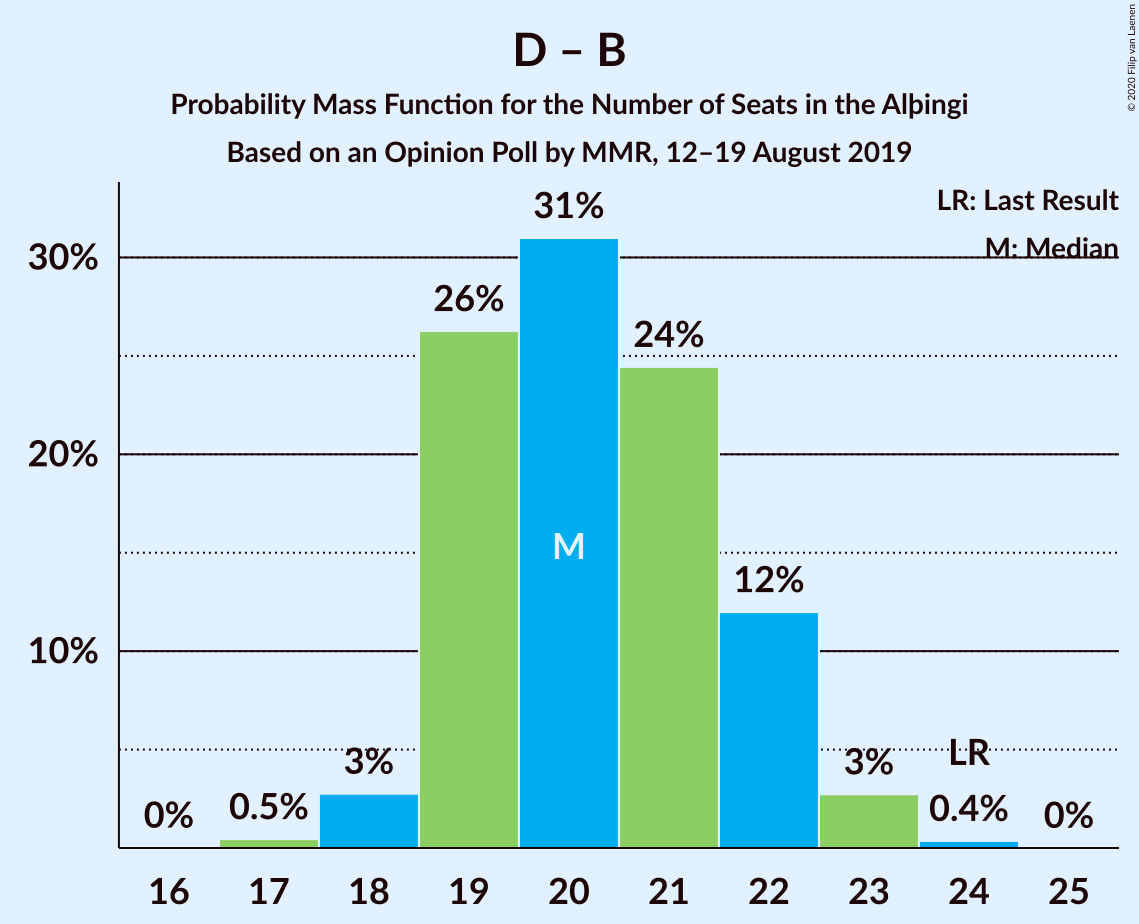 D – B
Probability Mass Function for the Number of Seats in the Alþingi
Based on an Opinion Poll by MMR, 12–19 August 2019
© 2020 Filip van Laenen
LR: Last Result
M: Median
30%
20%
10%
0%
0.5%
3%
26%
31%
24%
12%
3%
0.4%
0%
M
LR
16 17 18 19 20 21 22 23 24 25